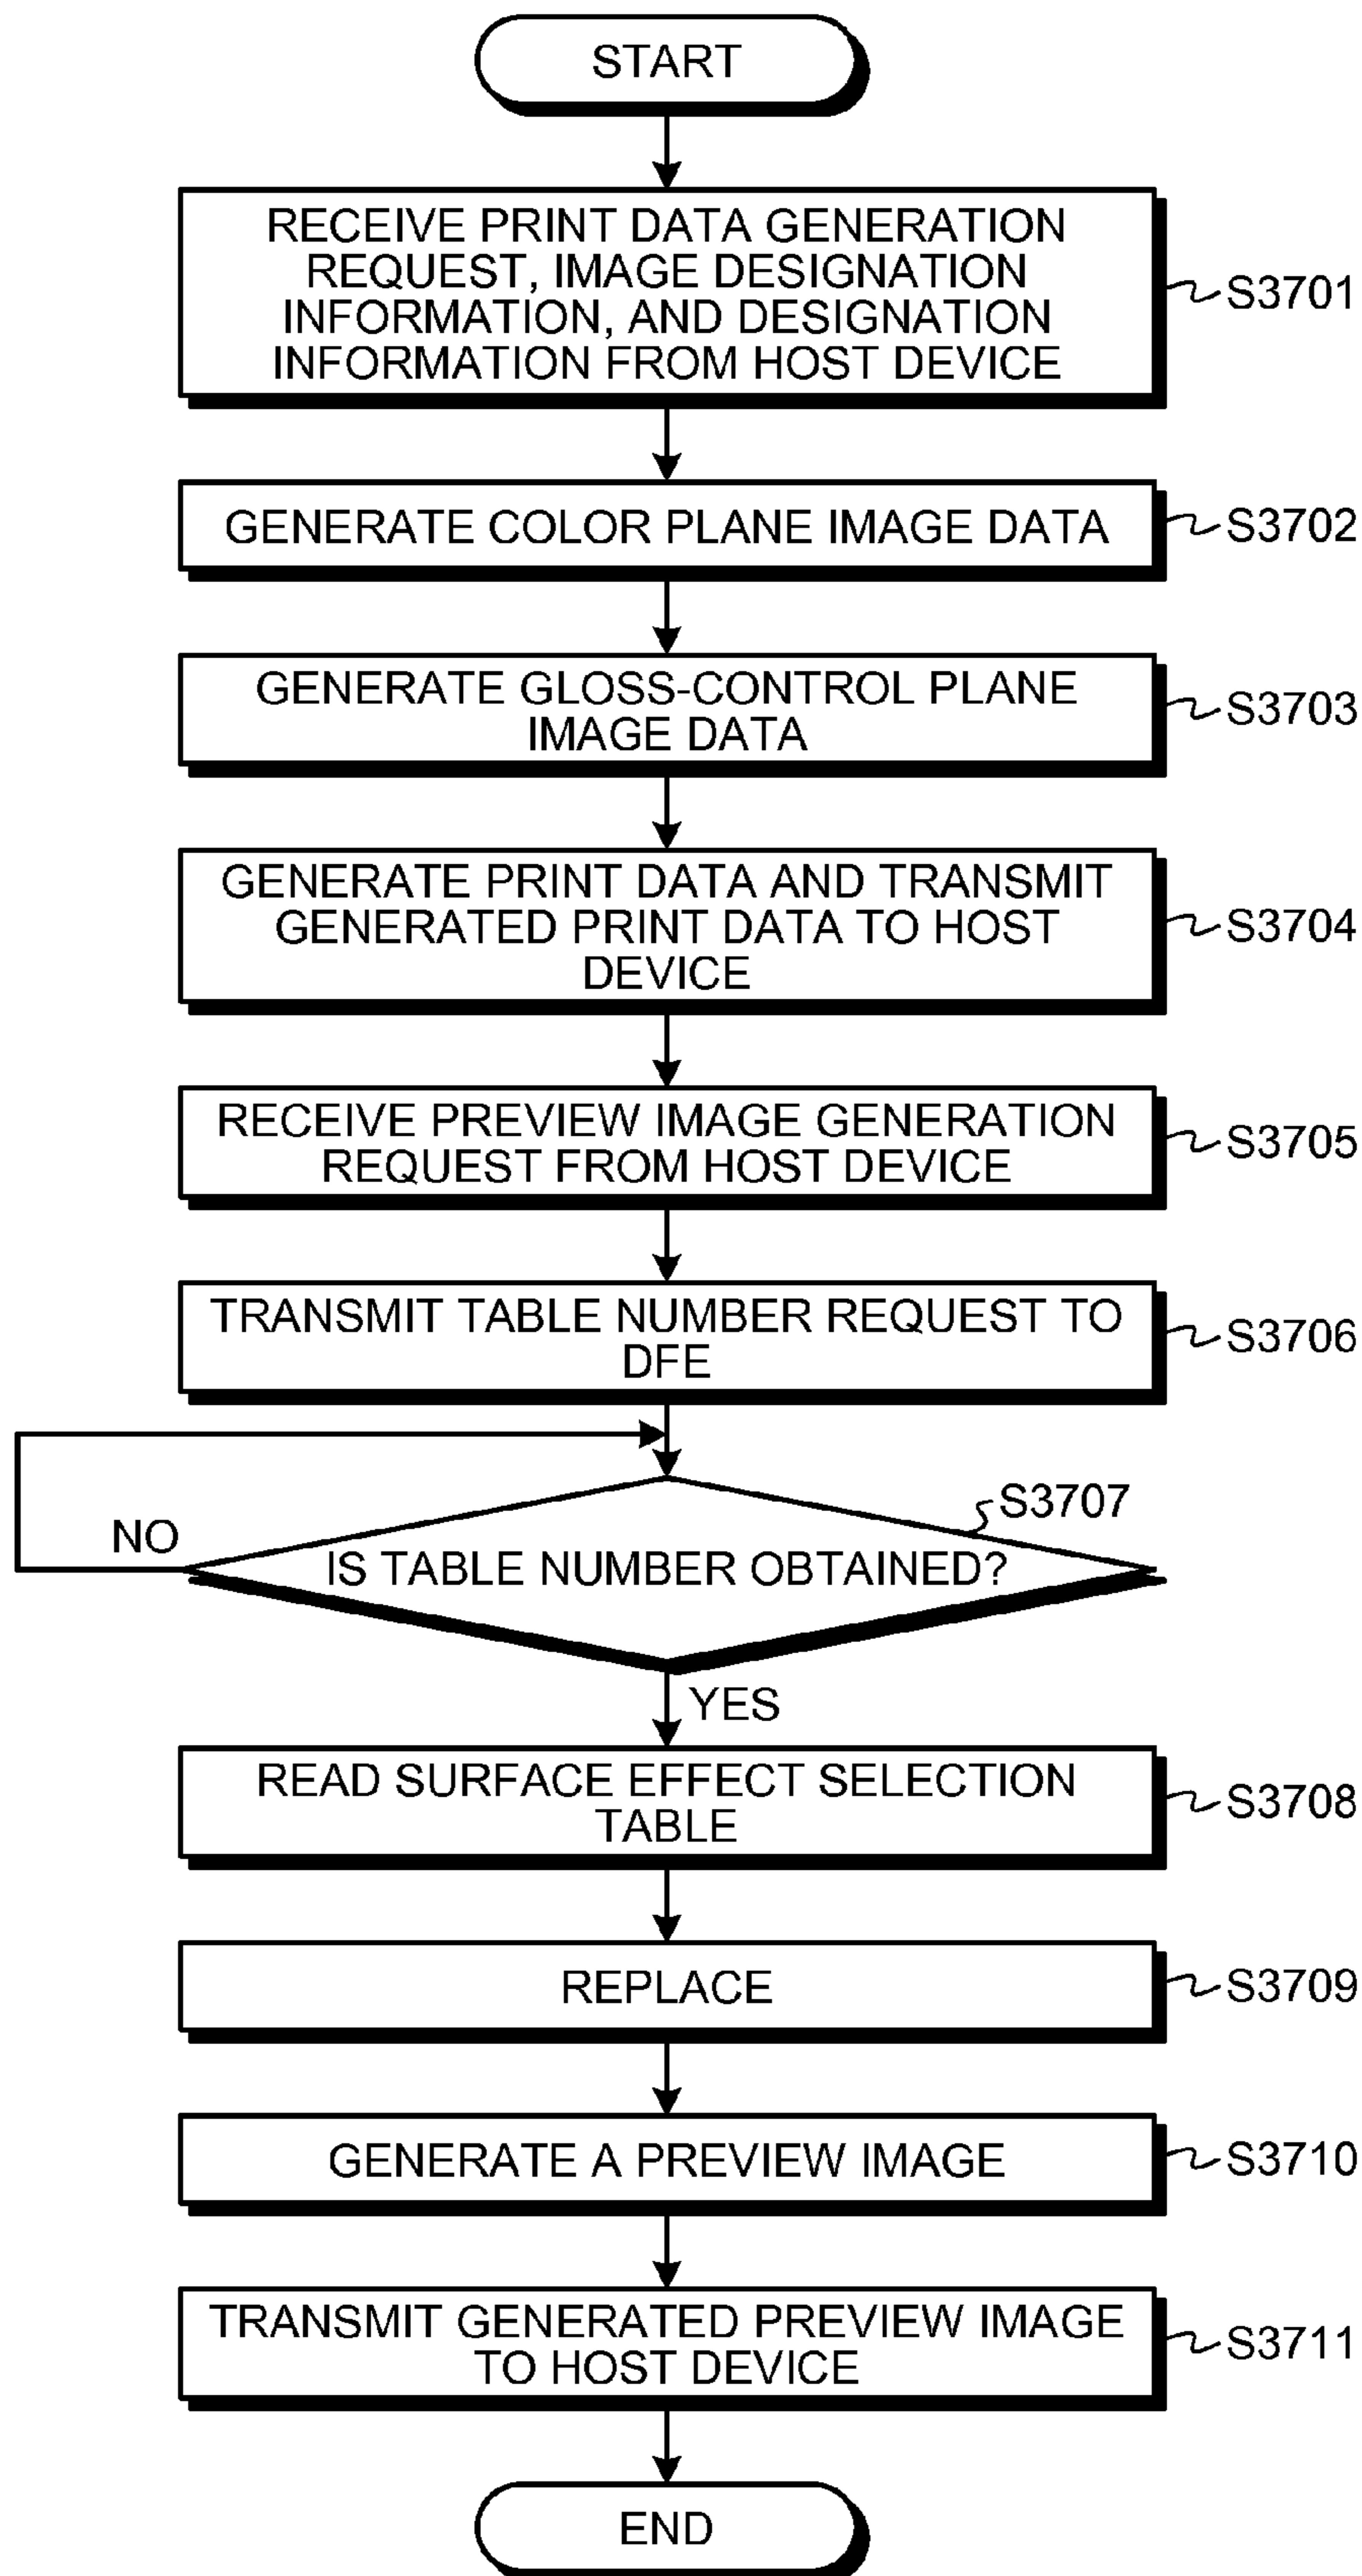 START
RECEIVE PRINT DATA GENERATION
REQUEST, IMAGE DESIGNATION
INFORMATION, AND DESIGNATION
INFORMATION FROM HOST DEVICE
S3701
GENERATE COLOR PLANE IMAGE DATA
S3702
GENERATE GLOSS-CONTROL PLANE
IMAGE DATA
S3703
GENERATE PRINT DATA AND TRANSMIT
GENERATED PRINT DATA TO HOST
DEVICE
S3704
RECEIVE PREVIEW IMAGE GENERATION
REQUEST FROM HOST DEVICE
S3705
TRANSMIT TABLE NUMBER REQUEST TO
DFE
S3706
S3707
NO
IS TABLE NUMBER OBTAINED?
YES
READ SURFACE EFFECT SELECTION
TABLE
S3708
REPLACE
S3709
GENERATE A PREVIEW IMAGE
S3710
TRANSMIT GENERATED PREVIEW IMAGE
TO HOST DEVICE
S3711
END